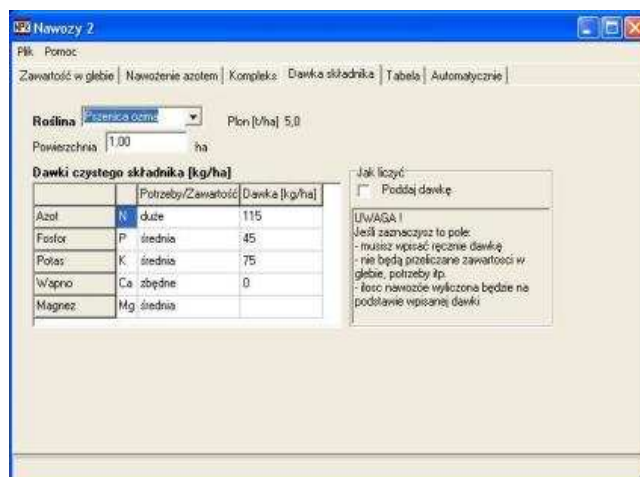 Nawozy 2
Plik Pomoc
Zawartość w glebie Nawożenie azotem Kompleks Dawka składnika Tabela Automatycznie
Roślina Pszenica ozima Plon [t/ha] 5,0
Powierzchnia 1,00 ha
Dawki czystego składnika [kg/ha]
Potrzeby/Zawartość Dawka [kg/ha]
Azot N duże 115
Fosfor P średnia 45
Potas K średnia 75
Wapno Ca zbędne 0
Magnez Mg średnia
Jak liczyć
Poddaj dawkę
UWAGA !
Jeśli zaznaczysz to pole:
- musisz wpisać ręcznie dawkę
- nie będą przeliczane zawartosci w
glebie, potrzeby itp.
- ilosc nawozów wyliczona będzie na
podstawie wpisanej dawki